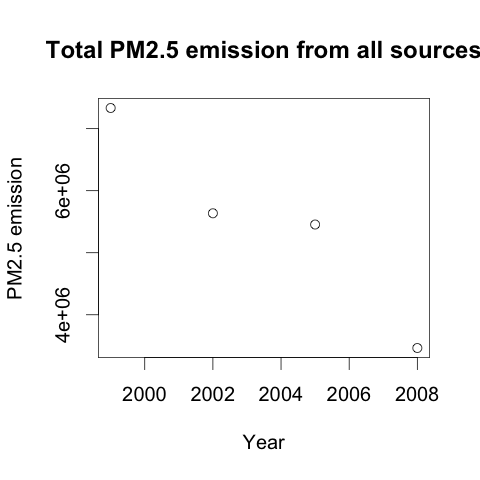 Total PM2.5 emission from all sources
PM2.5 emission
6e+06
4e+06
2000 2002 2004 2006 2008
Year